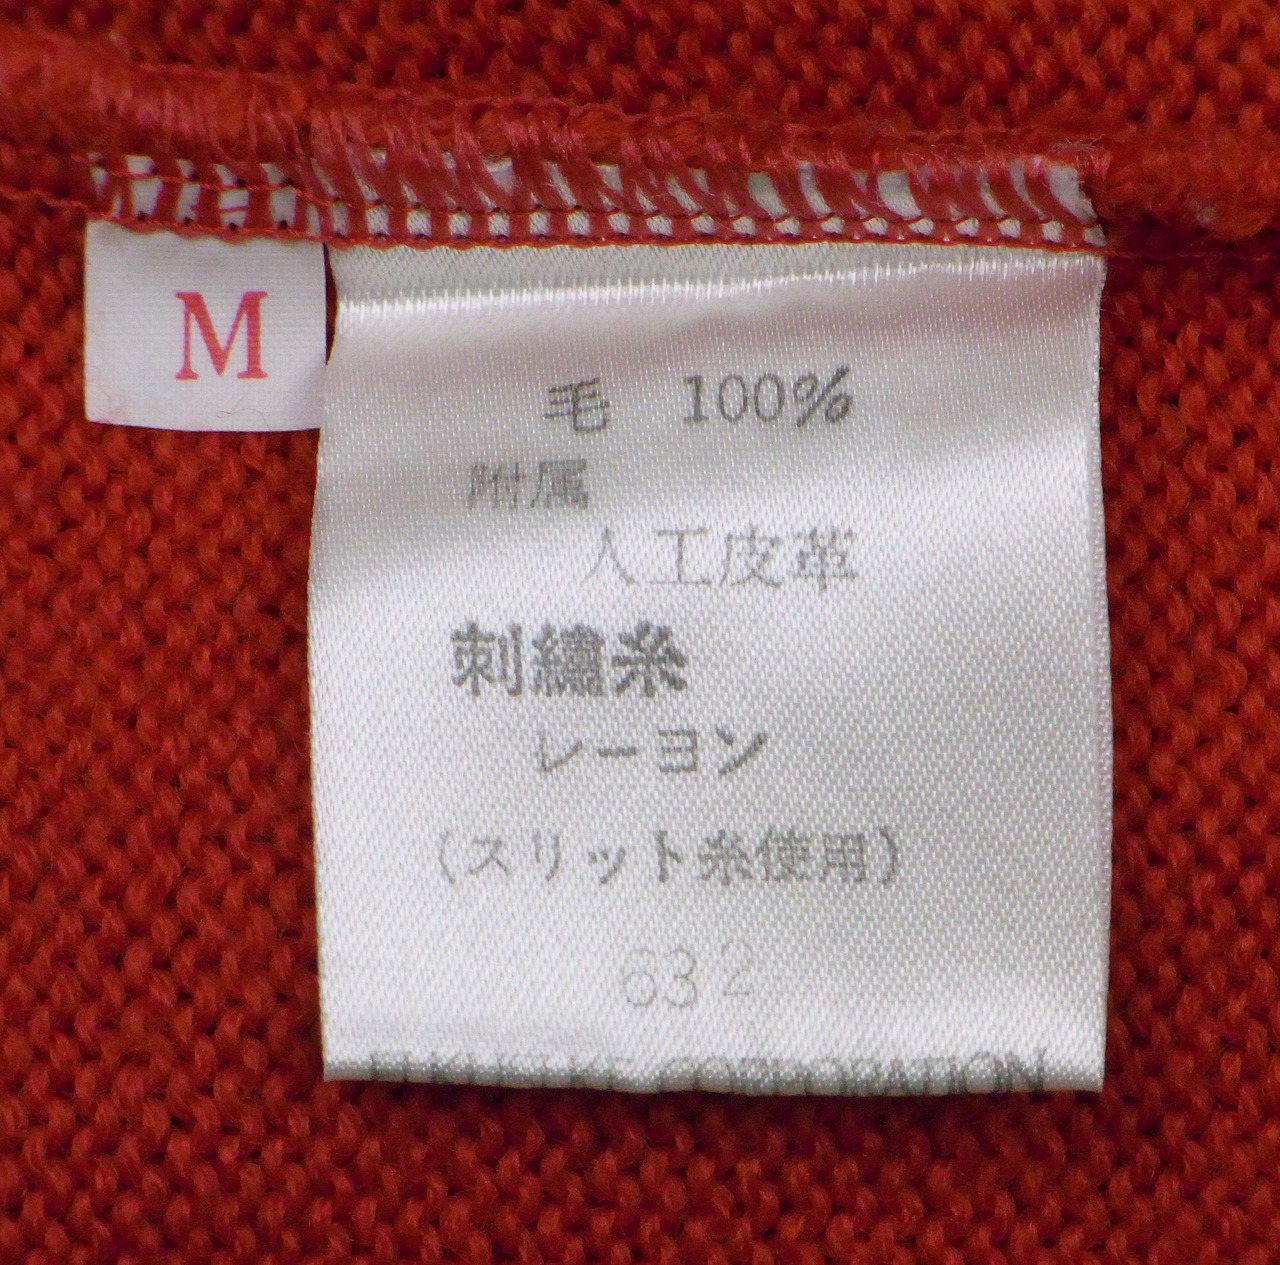 M
毛 100%
附属
人工皮革
刺繍糸
レーヨン
(スリット糸使用)
632
CORPORATION